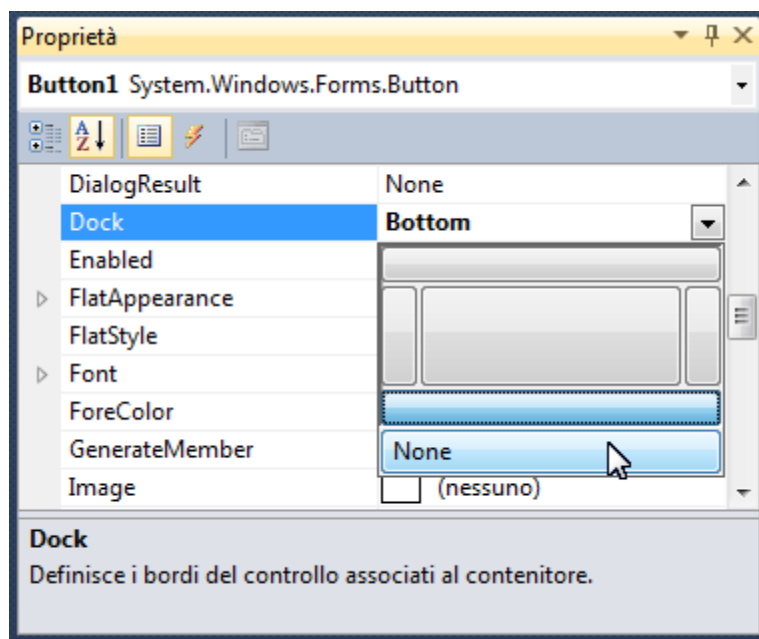 Proprietà
Button1 System.Windows.Forms.Button
A Z
DialogResult None
Dock Bottom
Enabled
FlatAppearance
FlatStyle
Font
ForeColor
GenerateMember None
Image (nessuno)
Dock
Definisce i bordi del controllo associati al contenitore.